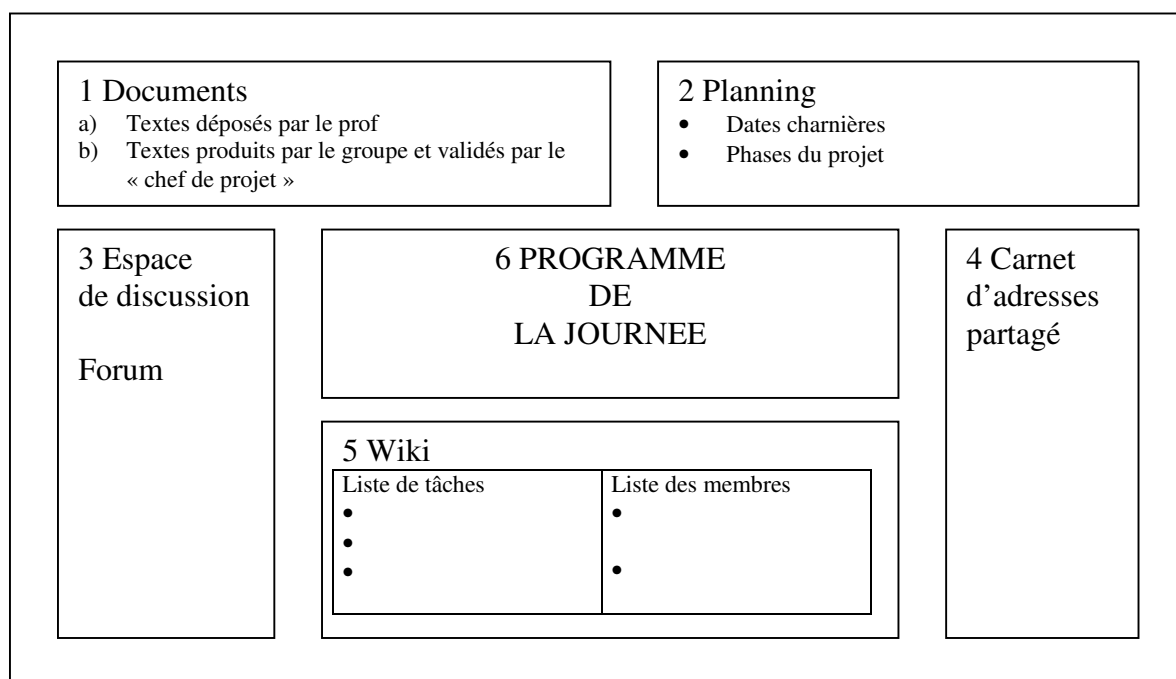 1 Documents
a) Textes déposés par le prof
b) Textes produits par le groupe et validés par le
« chef de projet »
2 Planning
• Dates charnières
• Phases du projet
3 Espace
de discussion
Forum
6 PROGRAMME
DE
LA JOURNEE
4 Carnet
d’adresses
partagé
5 Wiki
Liste de tâches
•
•
•
Liste des membres
•
•